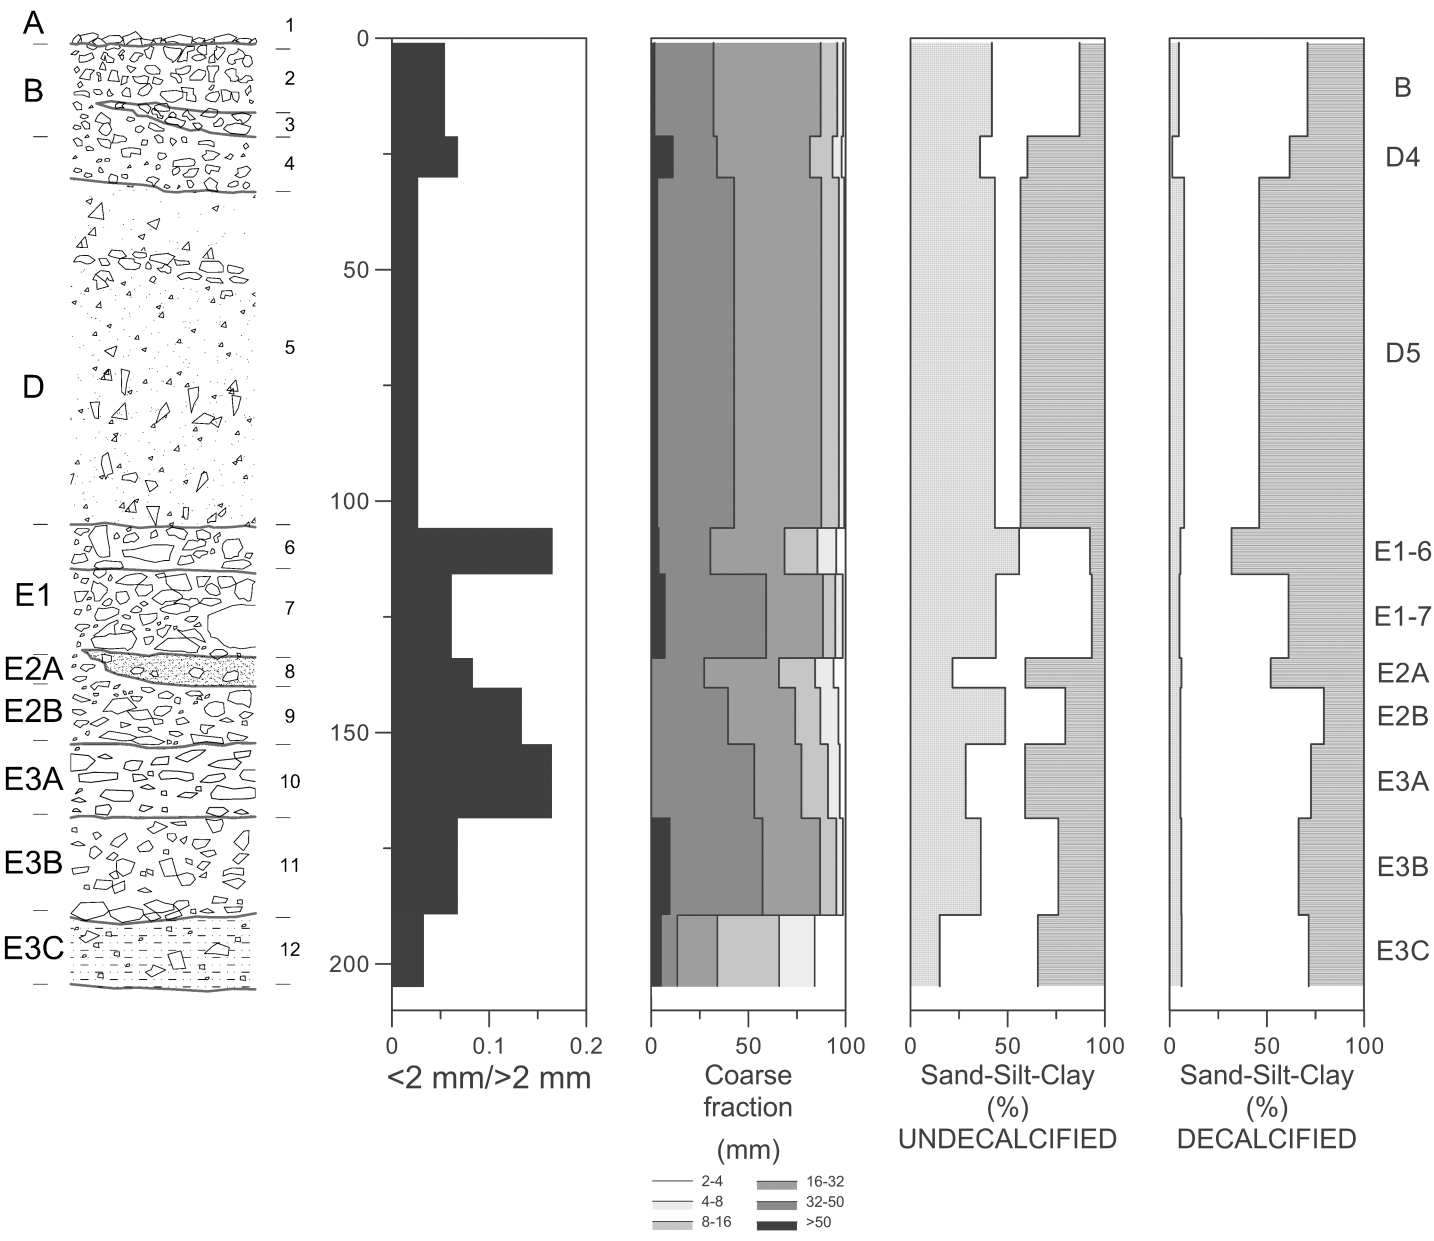 A
B
D
E1
E2A
E2B
E3A
E3B
E3C
1
2
3
4
5
6
7
8
9
10
11
12
0
50
100
150
200
0 0.1 0.2
<2 mm/>2 mm
0 50 100
Coarse
fraction
(mm)
2-4
4-8
8-16
16-32
32-50
>50
0 50 100
Sand-Silt-Clay
(%)
UNDECALCIFIED
0 50 100
Sand-Silt-Clay
(%)
DECALCIFIED
B
D4
D5
E1-6
E1-7
E2A
E2B
E3A
E3B
E3C